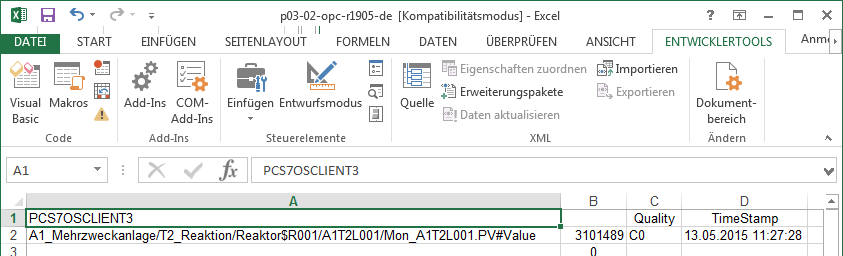 p03-02-opc-r1905-de [Kompatibilitätsmodus] - Excel
DATEI START EINFÜGEN SEITENLAYOUT FORMELN DATEN ÜBERPRÜFEN ANSICHT ENTWICKLERTOOLS Anme
Visual Basic
Makros
Code
Add-Ins
COM-Add-Ins
Add-Ins
Einfügen
Entwurfsmodus
Steuerelemente
Quelle
Eigenschaften zuordnen
Erweiterungspakete
Daten aktualisieren
Importieren
Exportieren
XML
Dokument-
bereich
Ändern
A1 fx PCS7OSCLIENT3
A B C D
1 PCS7OSCLIENT3 Quality TimeStamp
2 A1_Mehrzweckanlage/T2_Reaktion/Reaktor$R001/A1T2L001/Mon_A1T2L001.PV#Value 3101489 C0 13.05.2015 11:27:28
3 0